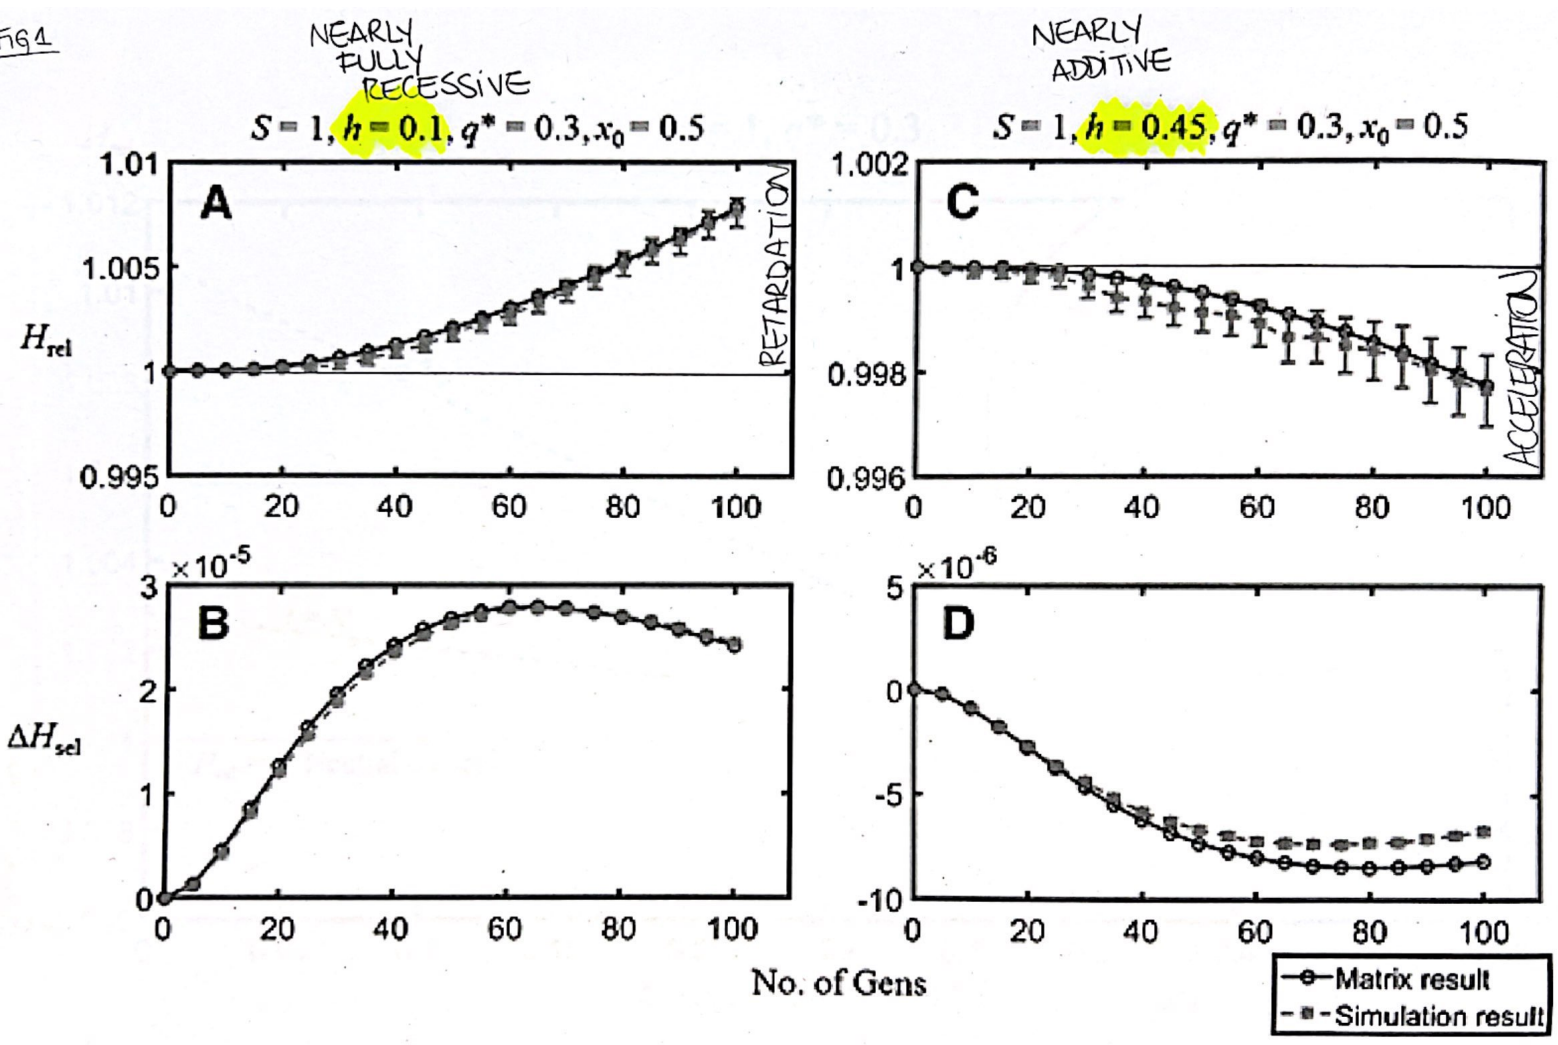 FIG1
NEARLY
FULLY
RECESSIVE
S = 1, h = 0.1, q* = 0.3, x₀ = 0.5
1.01
A
1.005
1
0.995
Hrel
RETARDATION
0 20 40 60 80 100
NEARLY
ADDITIVE
S = 1, h = 0.45, q* = 0.3, x₀ = 0.5
1.002
C
1
0.998
0.996
ACCELERATION
0 20 40 60 80 100
×10⁻⁵
3
B
2
1
0
ΔHsel
0 20 40 60 80 100
×10⁻⁶
5
D
0
-5
-10
0 20 40 60 80 100
No. of Gens
Matrix result
Simulation result